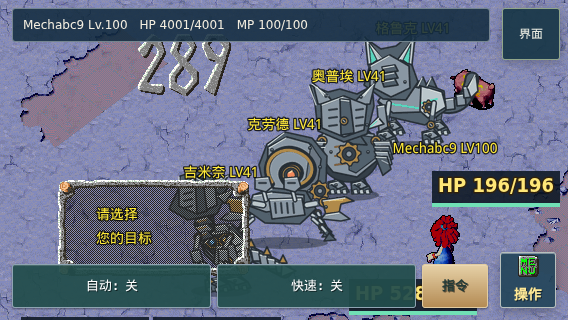 Mechabc9 Lv.100 HP 4001/4001 MP 100/100
格鲁克 LV41
界面
289
奥普埃 LV41
克劳德 LV41
Mechabc9 LV100
吉米奈 LV41
HP 196/196
请选择
您的目标
自动: 关
快速: 关
指令
操作
HP 528